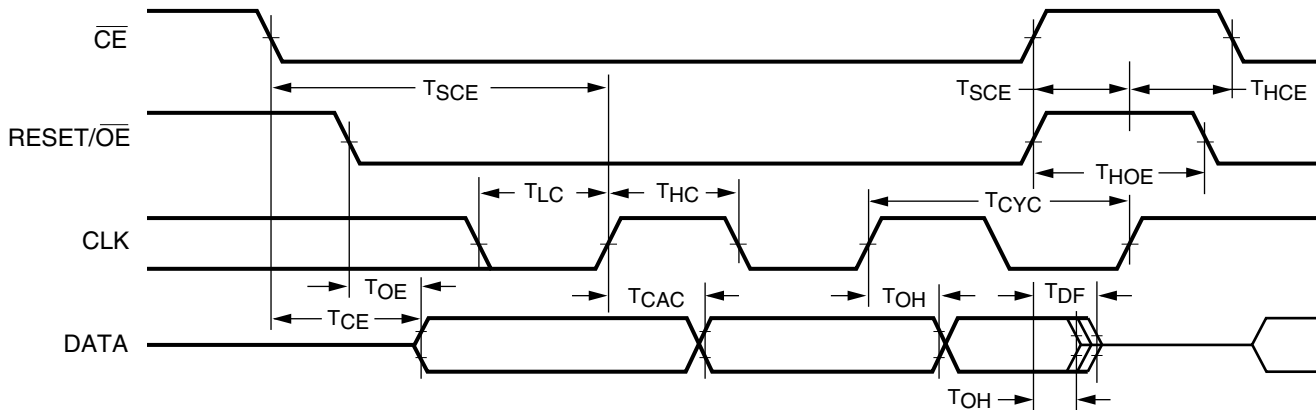 CE
TSCE
TSCE
THCE
RESET/OE
TLC
THC
THOE
TCYC
CLK
TOE
TCAC
TOH
TDF
TCE
DATA
TOH